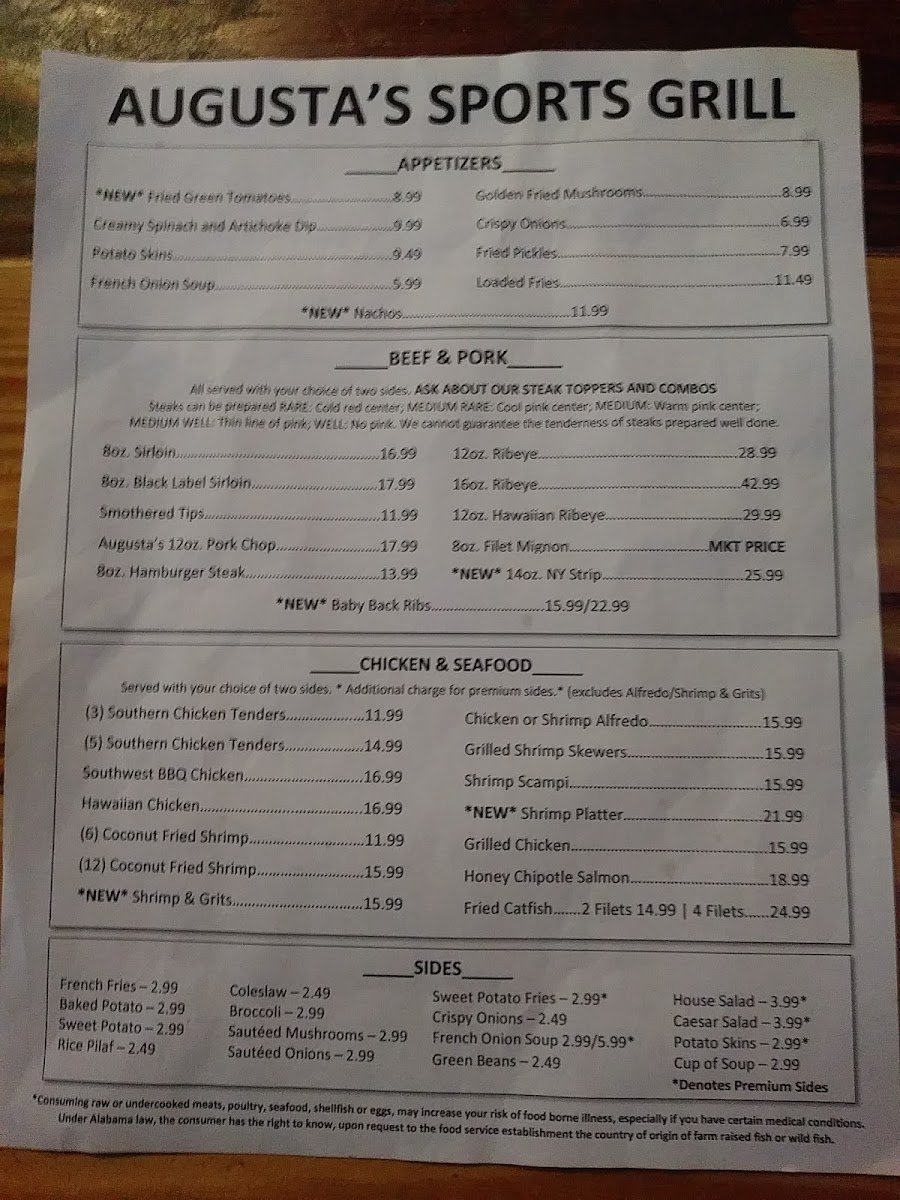 AUGUSTA'S SPORTS GRILL
_____APPETIZERS_____
*NEW* Fried Green Tomatoes..............................8.99
Creamy Spinach and Artichoke Dip......................9.99
Potato Skins................................................9.49
French Onion Soup........................................5.99
Golden Fried Mushrooms..............................8.99
Crispy Onions................................................6.99
Fried Pickles................................................7.99
Loaded Fries................................................11.49
*NEW* Nachos..........................................11.99
_____BEEF & PORK_____
All served with your choice of two sides. ASK ABOUT OUR STEAK TOPPERS AND COMBOS
Steaks can be prepared RARE: Cold red center; MEDIUM RARE: Cool pink center; MEDIUM: Warm pink center;
MEDIUM WELL: Thin line of pink; WELL: No pink. We cannot guarantee the tenderness of steaks prepared well done.
8oz. Sirloin................................................16.99
8oz. Black Label Sirloin..............................17.99
Smothered Tips..........................................11.99
Augusta's 12oz. Pork Chop..........................17.99
8oz. Hamburger Steak................................13.99
12oz. Ribeye................................................28.99
16oz. Ribeye................................................42.99
12oz. Hawaiian Ribeye..................................29.99
8oz. Filet Mignon..................................MKT PRICE
*NEW* 14oz. NY Strip..................................25.99
*NEW* Baby Back Ribs..........................15.99/22.99
_____CHICKEN & SEAFOOD_____
Served with your choice of two sides. * Additional charge for premium sides.* (excludes Alfredo/Shrimp & Grits)
(3) Southern Chicken Tenders....................11.99
(5) Southern Chicken Tenders....................14.99
Southwest BBQ Chicken..............................16.99
Hawaiian Chicken........................................16.99
(6) Coconut Fried Shrimp............................11.99
(12) Coconut Fried Shrimp..........................15.99
*NEW* Shrimp & Grits................................15.99
Chicken or Shrimp Alfredo..........................15.99
Grilled Shrimp Skewers................................15.99
Shrimp Scampi............................................15.99
*NEW* Shrimp Platter..................................21.99
Grilled Chicken............................................15.99
Honey Chipotle Salmon................................18.99
Fried Catfish.......2 Filets 14.99 | 4 Filets......24.99
_____SIDES_____
French Fries – 2.99
Baked Potato – 2.99
Sweet Potato – 2.99
Rice Pilaf – 2.49
Coleslaw – 2.49
Broccoli – 2.99
Sautéed Mushrooms – 2.99
Sautéed Onions – 2.99
Sweet Potato Fries – 2.99*
Crispy Onions – 2.49
French Onion Soup 2.99/5.99*
Green Beans – 2.49
House Salad – 3.99*
Caesar Salad – 3.99*
Potato Skins – 2.99*
Cup of Soup – 2.99
*Denotes Premium Sides
*Consuming raw or undercooked meats, poultry, seafood, shellfish or eggs, may increase your risk of food borne illness, especially if you have certain medical conditions.
Under Alabama law, the consumer has the right to know, upon request to the food service establishment the country of origin of farm raised fish or wild fish.